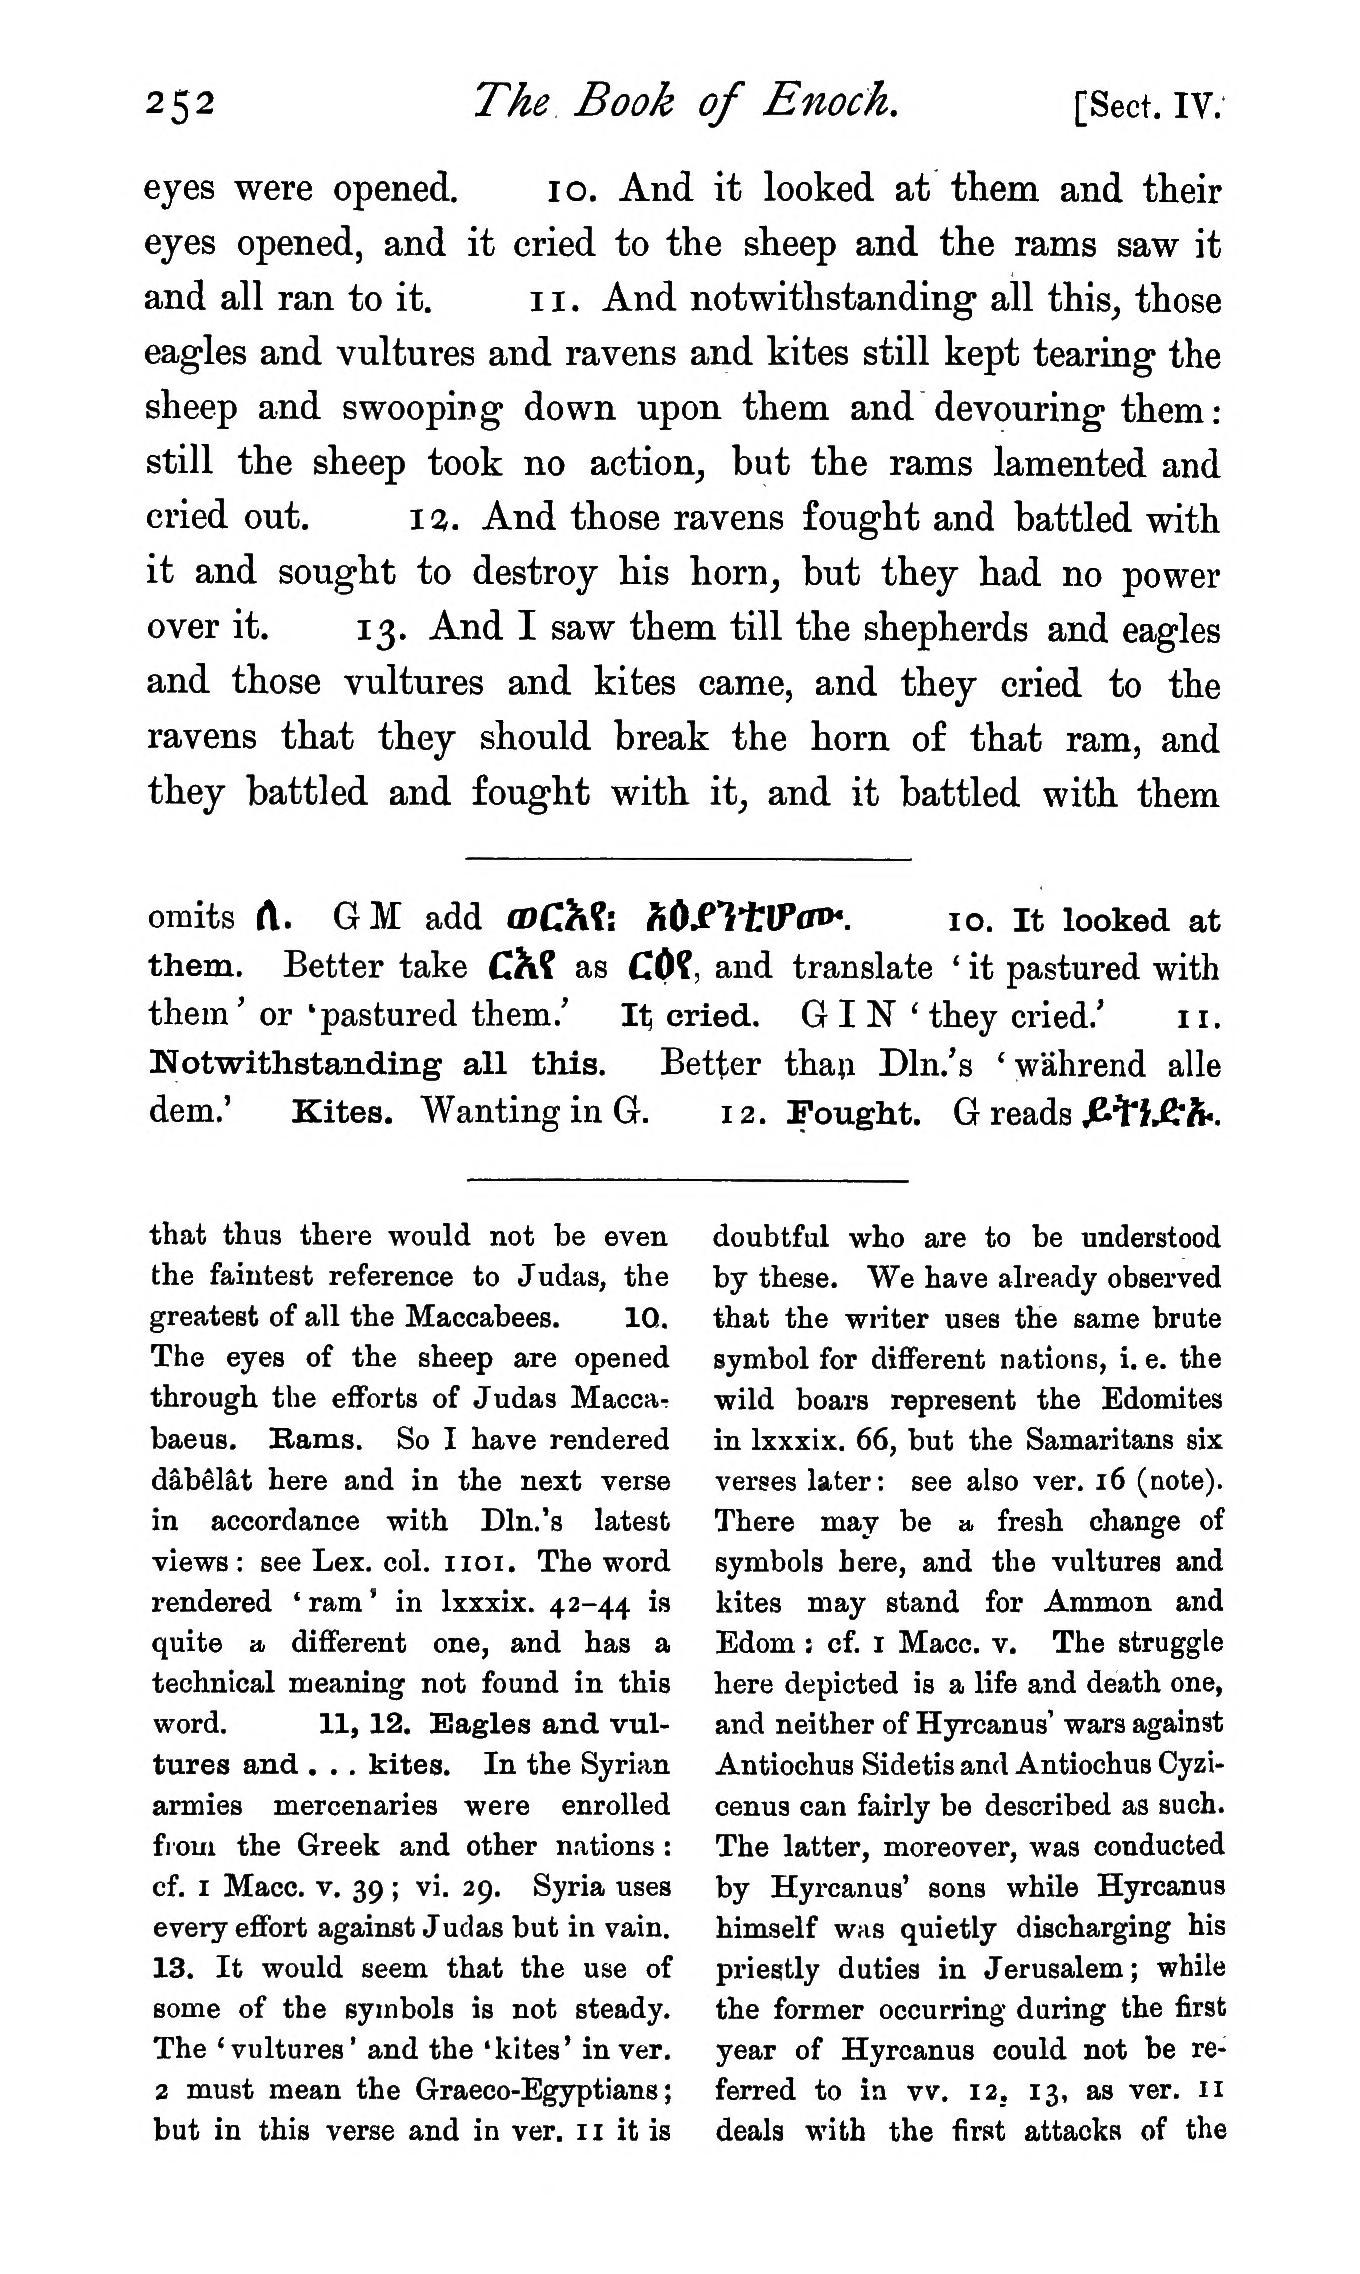 252 The Book of Enoch. [Sect. IV.
eyes were opened. 10. And it looked at them and their
eyes opened, and it cried to the sheep and the rams saw it
and all ran to it. 11. And notwithstanding all this, those
eagles and vultures and ravens and kites still kept tearing the
sheep and swooping down upon them and devouring them:
still the sheep took no action, but the rams lamented and
cried out. 12. And those ravens fought and battled with
it and sought to destroy his horn, but they had no power
over it. 13. And I saw them till the shepherds and eagles
and those vultures and kites came, and they cried to the
ravens that they should break the horn of that ram, and
they battled and fought with it, and it battled with them
omits ሰ. G M add ወርእየ፡ አዕይንቲሆሙ. 10. It looked at
them. Better take ርእየ as ርዕየ, and translate ‘it pastured with
them’ or ‘pastured them.’ It cried. G I N ‘they cried.’ 11.
Notwithstanding all this. Better than Dln.’s ‘während alle
dem.’ Kites. Wanting in G. 12. Fought. G reads
that thus there would not be even
the faintest reference to Judas, the
greatest of all the Maccabees. 10.
The eyes of the sheep are opened
through the efforts of Judas Macca-
baeus. Rams. So I have rendered
dâbêlât here and in the next verse
in accordance with Dln.’s latest
views: see Lex. col. 1101. The word
rendered ‘ram’ in lxxxix. 42–44 is
quite a different one, and has a
technical meaning not found in this
word. 11, 12. Eagles and vul-
tures and . . . kites. In the Syrian
armies mercenaries were enrolled
from the Greek and other nations:
cf. 1 Macc. v. 39; vi. 29. Syria uses
every effort against Judas but in vain.
13. It would seem that the use of
some of the symbols is not steady.
The ‘vultures’ and the ‘kites’ in ver.
2 must mean the Graeco-Egyptians;
but in this verse and in ver. 11 it is
doubtful who are to be understood
by these. We have already observed
that the writer uses the same brute
symbol for different nations, i. e. the
wild boars represent the Edomites
in lxxxix. 66, but the Samaritans six
verses later: see also ver. 16 (note).
There may be a fresh change of
symbols here, and the vultures and
kites may stand for Ammon and
Edom: cf. 1 Macc. v. The struggle
here depicted is a life and death one,
and neither of Hyrcanus’ wars against
Antiochus Sidetis and Antiochus Cyzi-
cenus can fairly be described as such.
The latter, moreover, was conducted
by Hyrcanus’ sons while Hyrcanus
himself was quietly discharging his
priestly duties in Jerusalem; while
the former occurring during the first
year of Hyrcanus could not be re-
ferred to in vv. 12, 13, as ver. 11
deals with the first attacks of the